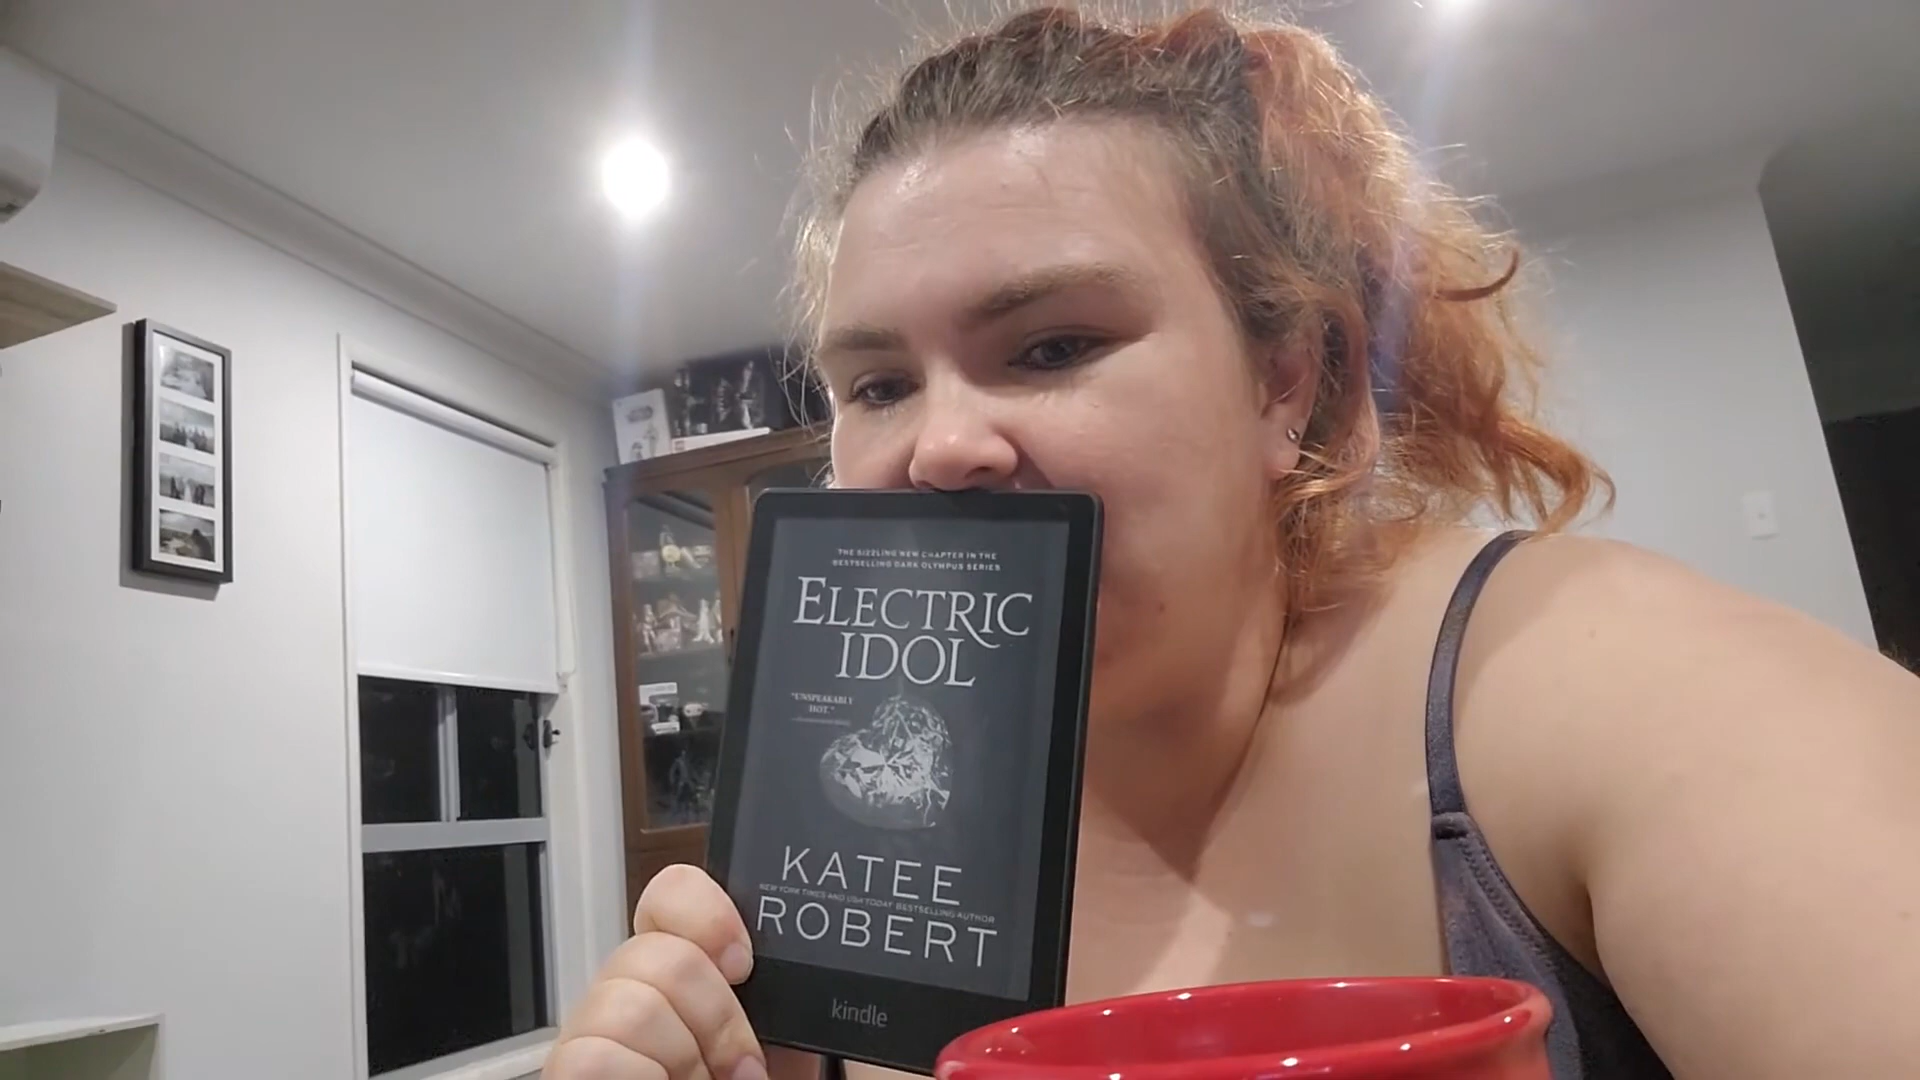 THE SIZZLING NEW CHAPTER IN THE
BESTSELLING DARK OLYMPUS SERIES
ELECTRIC
IDOL
"UNSPEAKABLY
HOT."
KATEE
NEW YORK TIMES AND USA TODAY BESTSELLING AUTHOR
ROBERT
kindle